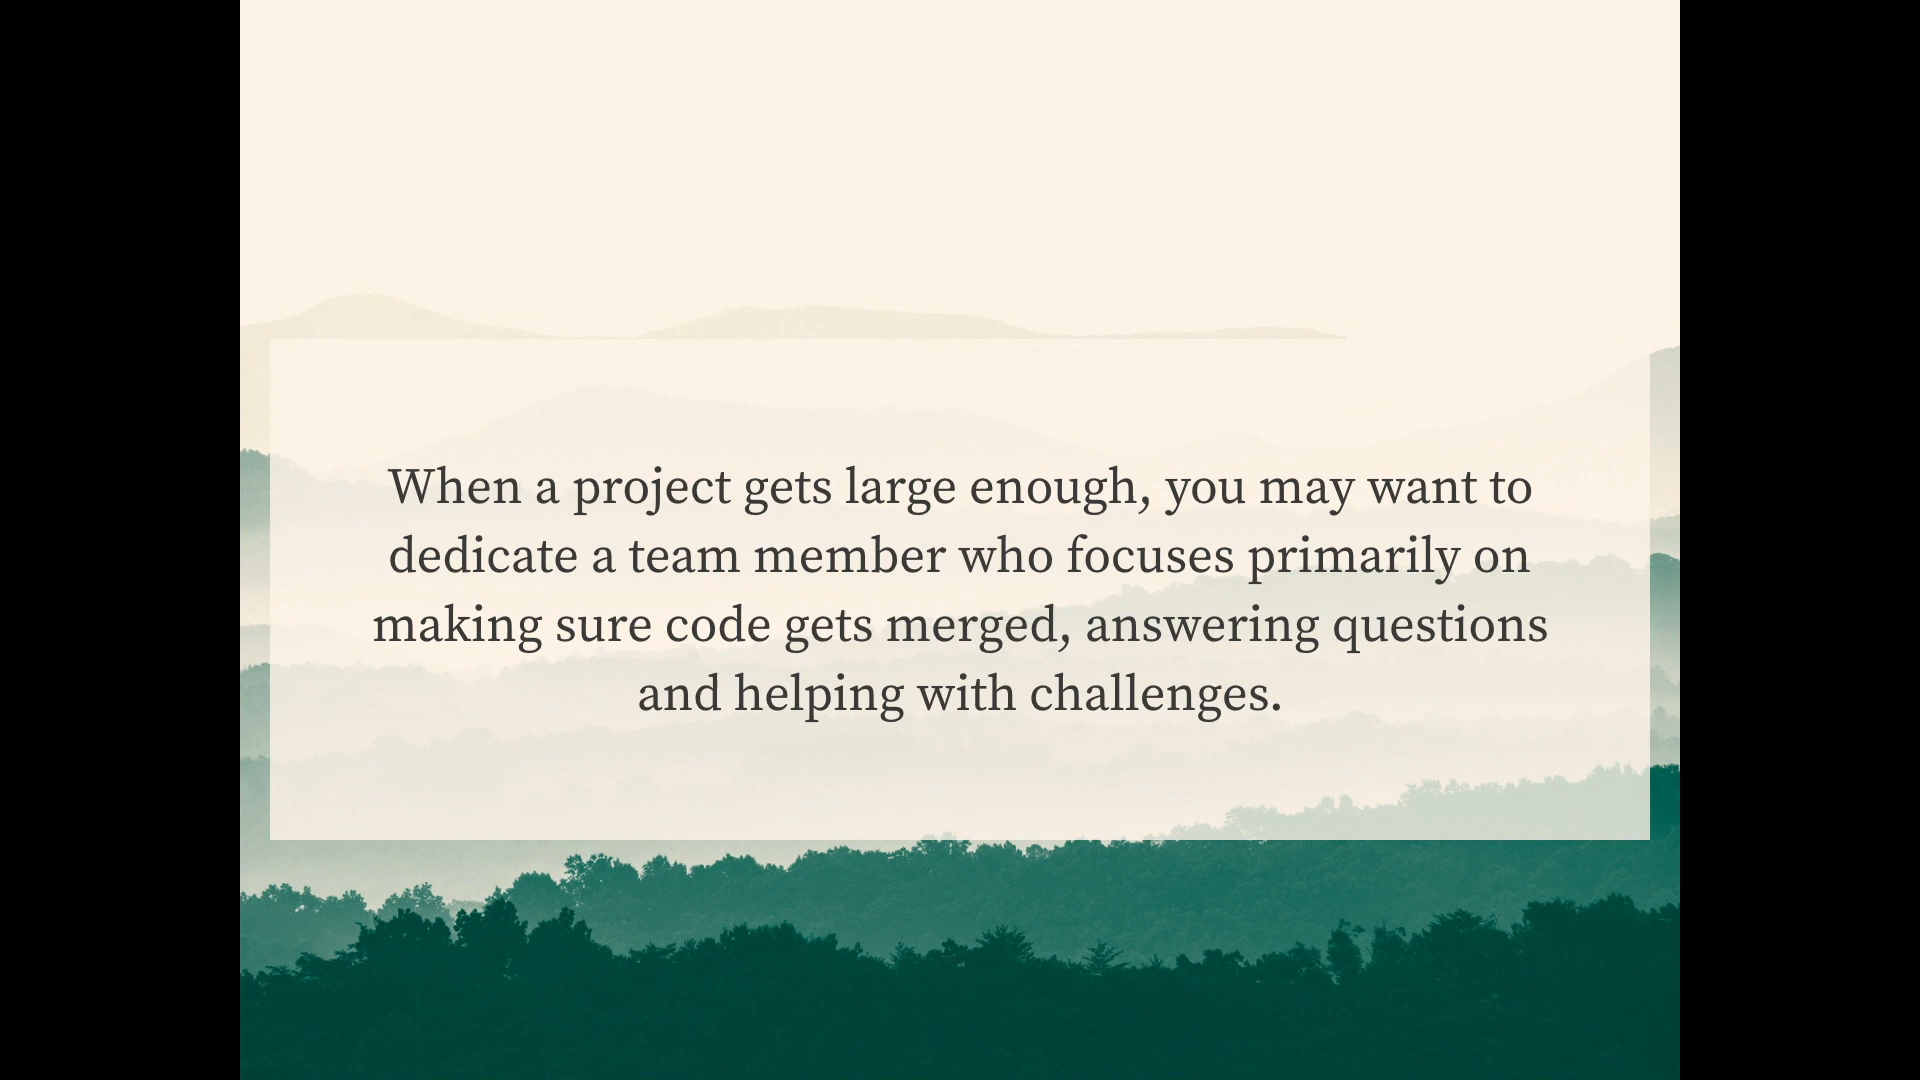 When a project gets large enough, you may want to
dedicate a team member who focuses primarily on
making sure code gets merged, answering questions
and helping with challenges.